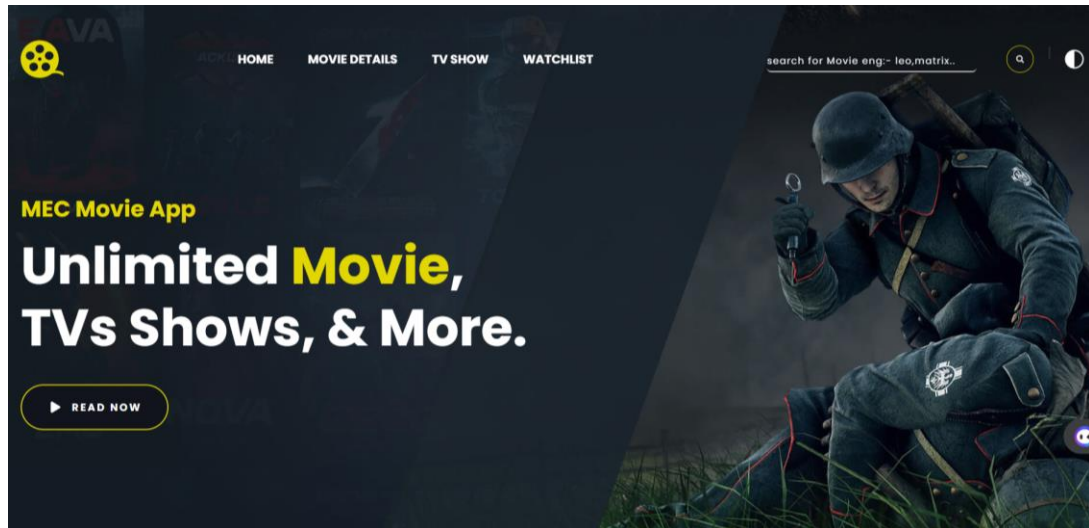 HOME MOVIE DETAILS TV SHOW WATCHLIST
search for Movie eng:- leo,matrix..
MEC Movie App
Unlimited Movie,
TVs Shows, & More.
READ NOW